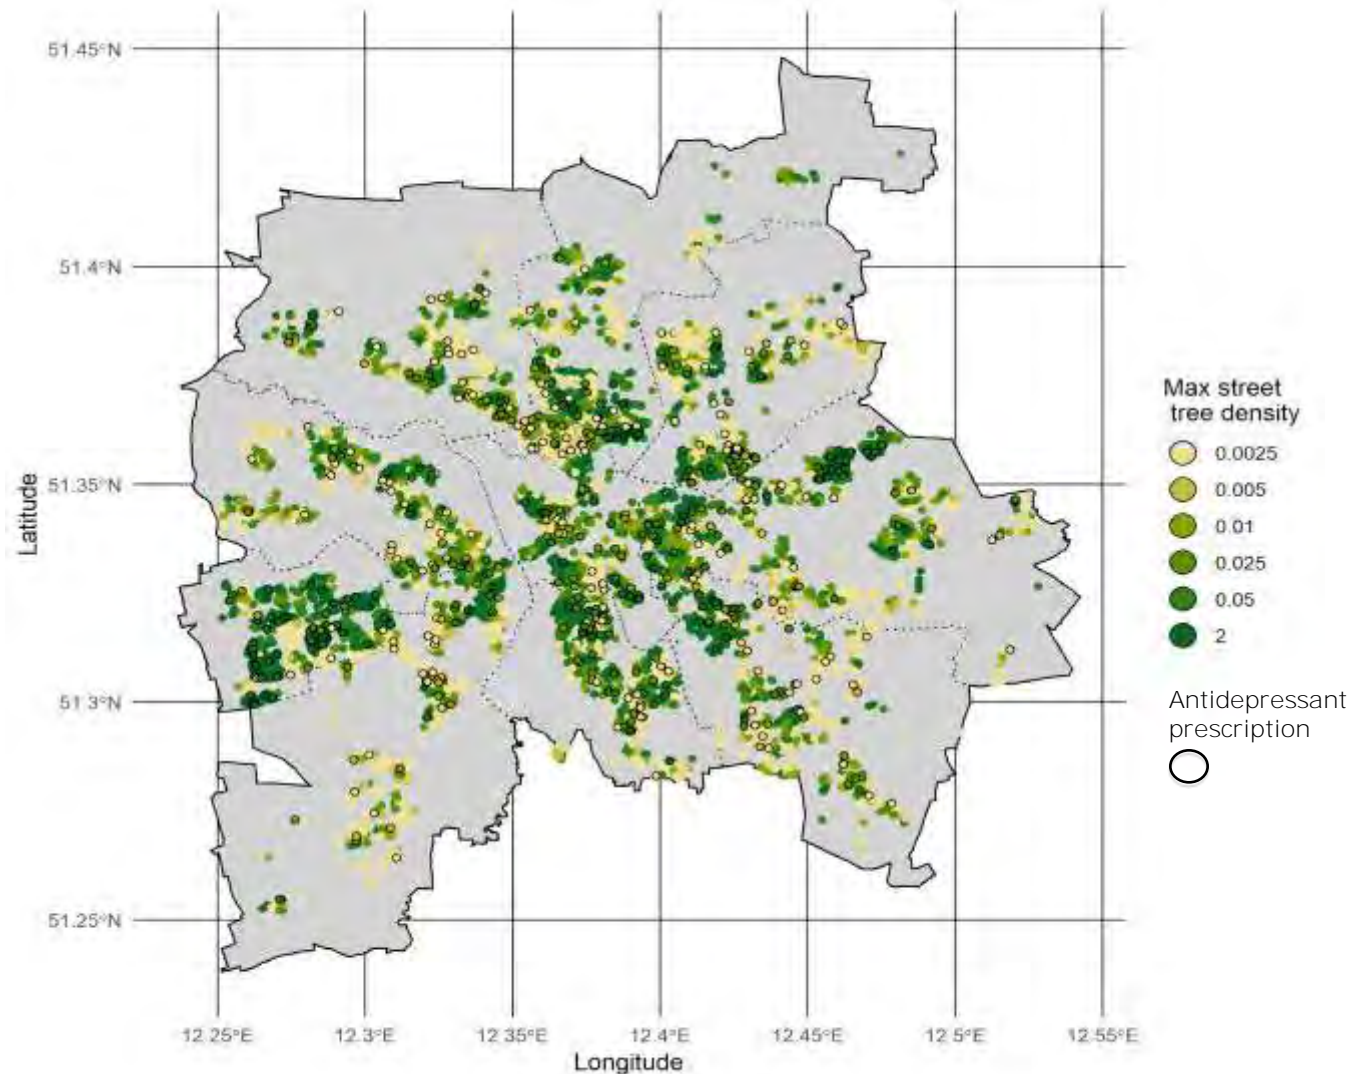 51.45°N
51.4°N
51.35°N
51.3°N
51.25°N
Latitude
12.25°E
12.3°E
12.35°E
12.4°E
12.45°E
12.5°E
12.55°E
Longitude
Max street
tree density
0.0025
0.005
0.01
0.025
0.05
2
Antidepressant
prescription